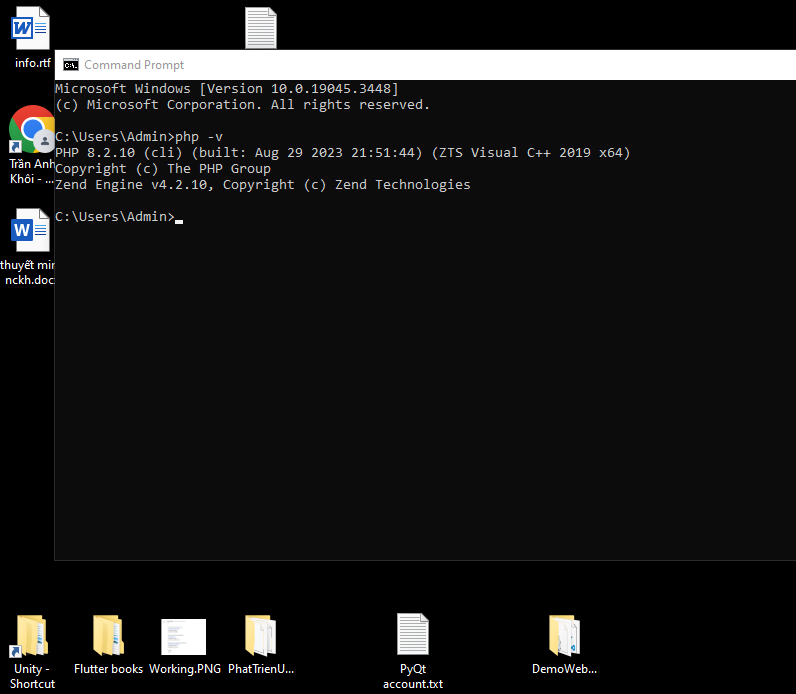 info.rtf
Command Prompt
Microsoft Windows [Version 10.0.19045.3448]
(c) Microsoft Corporation. All rights reserved.
C:\Users\Admin>php -v
PHP 8.2.10 (cli) (built: Aug 29 2023 21:51:44) (ZTS Visual C++ 2019 x64)
Copyright (c) The PHP Group
Zend Engine v4.2.10, Copyright (c) Zend Technologies
C:\Users\Admin>
Trần Anh
Khôi - ...
thuyết min
nckh.doc
Unity -
Shortcut
Flutter books
Working.PNG
PhatTrienU...
PyQt
account.txt
DemoWeb...